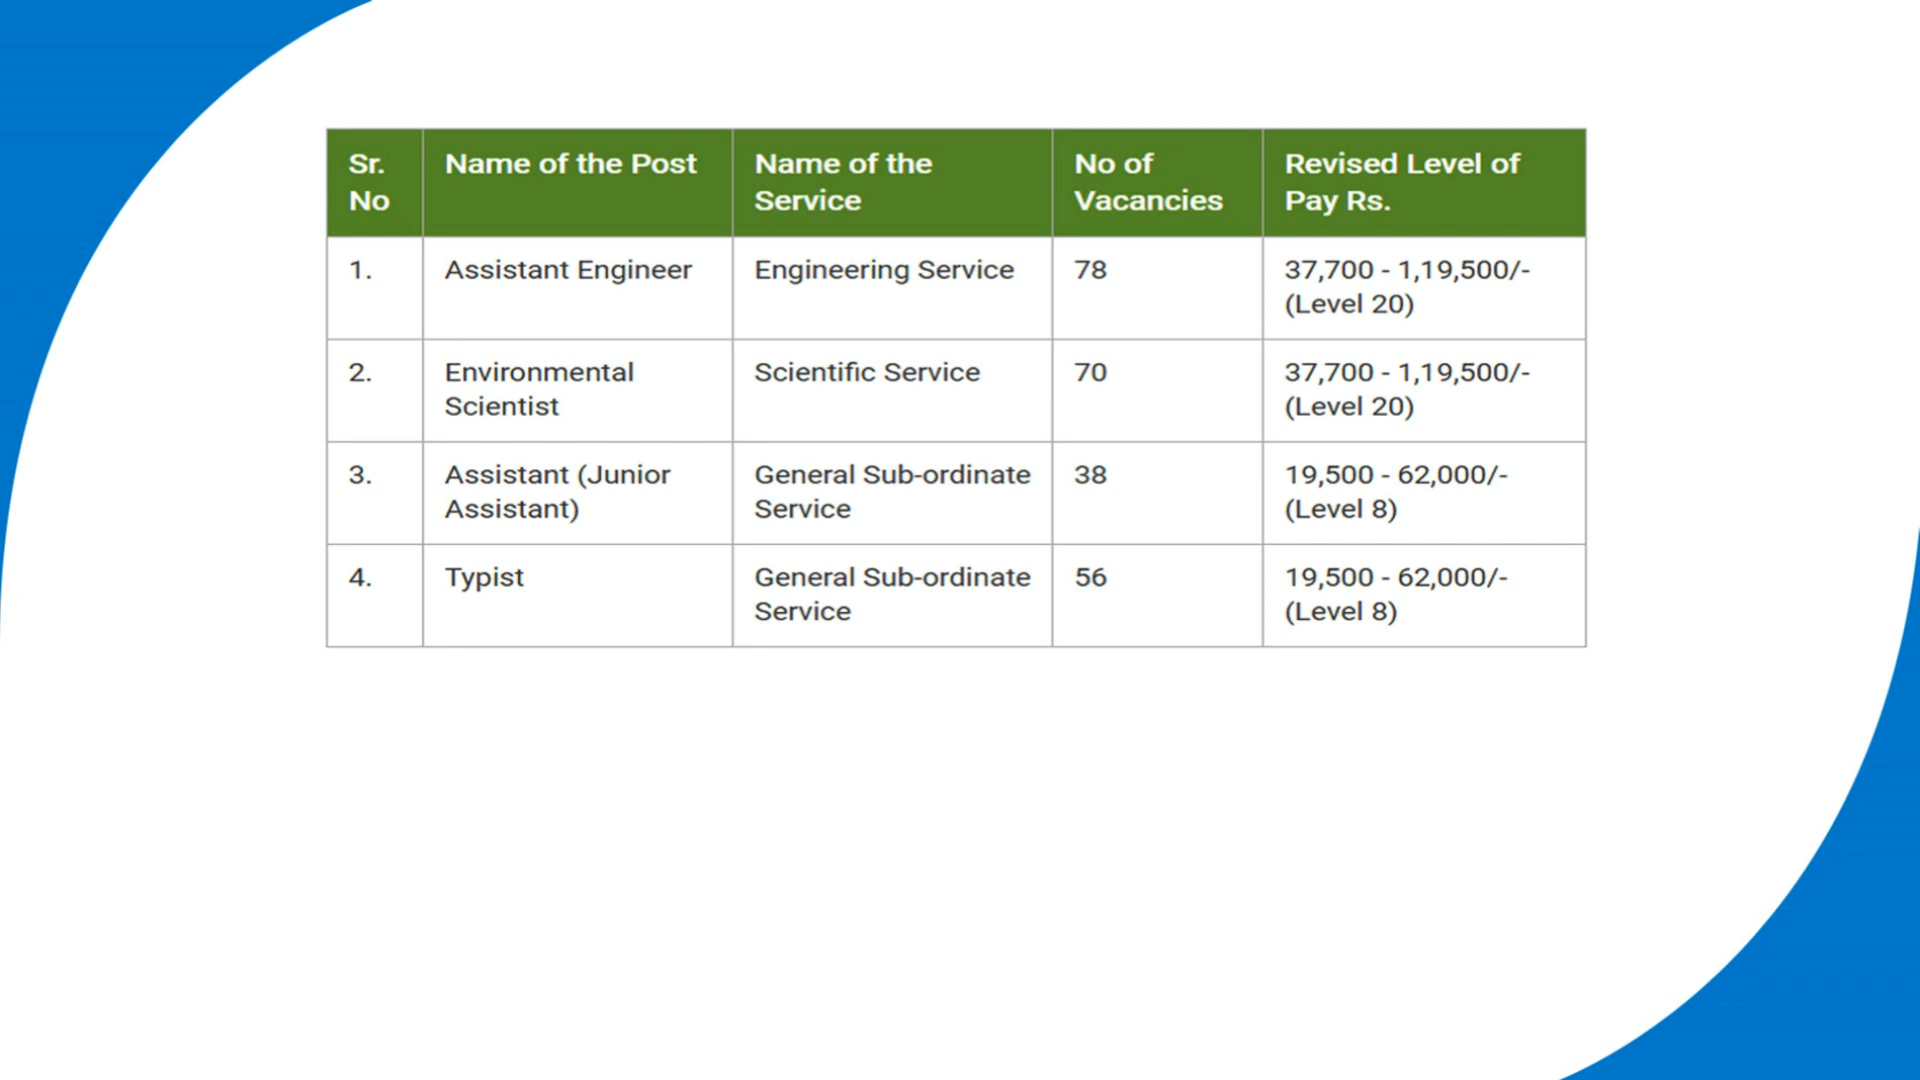 Sr. No | Name of the Post | Name of the Service | No of Vacancies | Revised Level of Pay Rs.
1. | Assistant Engineer | Engineering Service | 78 | 37,700 - 1,19,500/- (Level 20)
2. | Environmental Scientist | Scientific Service | 70 | 37,700 - 1,19,500/- (Level 20)
3. | Assistant (Junior Assistant) | General Sub-ordinate Service | 38 | 19,500 - 62,000/- (Level 8)
4. | Typist | General Sub-ordinate Service | 56 | 19,500 - 62,000/- (Level 8)